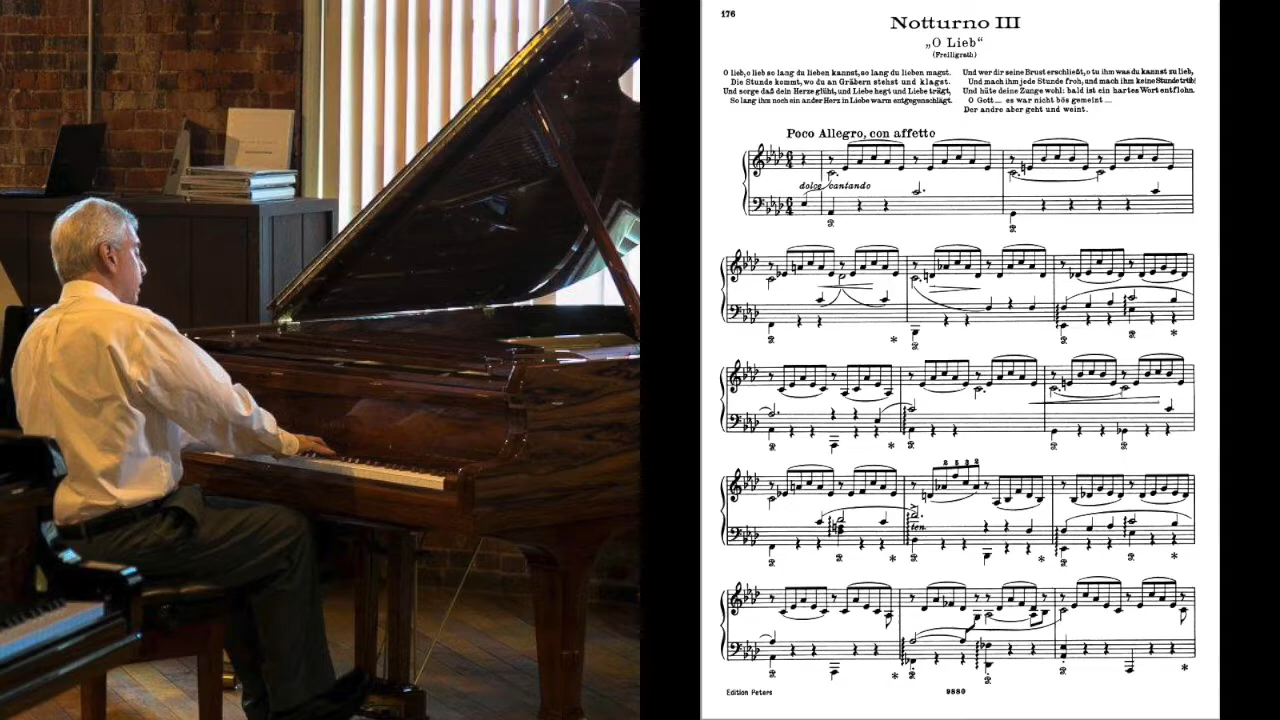 176
Notturno III
„O Lieb“
(Freiligrath)
O lieb, o lieb so lang du lieben kannst, so lang du lieben magst.
Die Stunde kommt, wo du an Gräbern stehst und klagst.
Und sorge daß dein Herze glüht, und Liebe hegt und Liebe trägt,
So lang ihm noch ein ander Herz in Liebe warm entgegenschlägt.
Und wer dir seine Brust erschließt, o tu ihm was du kannst zu lieb,
Und mach ihm jede Stunde froh, und mach ihm keine Stunde trüb!
Und hüte deine Zunge wohl: bald ist ein hartes Wort entflohn.
O Gott... es war nicht bös gemeint ...
Der andre aber geht und weint.
Poco Allegro, con affetto
dolce cantando
2 5 3 2
ten.
Edition Peters
9880